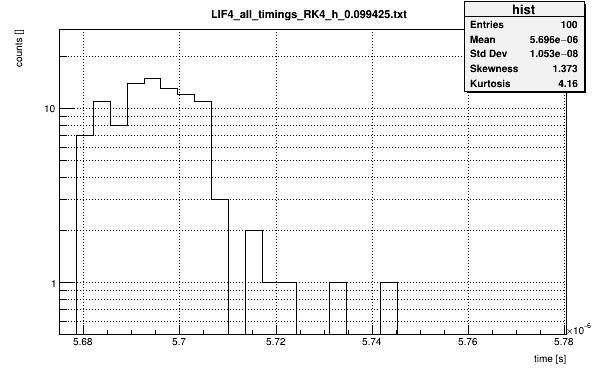 LIF4_all_timings_RK4_h_0.099425.txt
hist
Entries 100
Mean 5.696e−06
Std Dev 1.053e−08
Skewness 1.373
Kurtosis 4.16
counts []
10
1
5.68 5.7 5.72 5.74 5.76 5.78
×10⁻⁶
time [s]